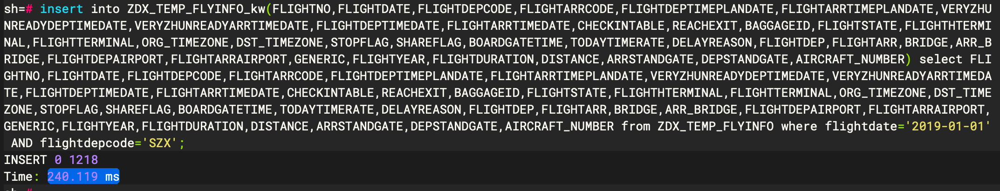 sh=# insert into ZDX_TEMP_FLYINFO_kw(FLIGHTNO,FLIGHTDATE,FLIGHTDEPCODE,FLIGHTARRCODE,FLIGHTDEPTIMEPLANDATE,FLIGHTARRTIMEPLANDATE,VERYZHU
NREADYDEPTIMEDATE,VERYZHUNREADYARRTIMEDATE,FLIGHTDEPTIMEDATE,FLIGHTARRTIMEDATE,CHECKINTABLE,REACHEXIT,BAGGAGEID,FLIGHTSTATE,FLIGHTHTERMI
NAL,FLIGHTTERMINAL,ORG_TIMEZONE,DST_TIMEZONE,STOPFLAG,SHAREFLAG,BOARDGATETIME,TODAYTIMERATE,DELAYREASON,FLIGHTDEP,FLIGHTARR,BRIDGE,ARR_B
RIDGE,FLIGHTDEPAIRPORT,FLIGHTARRAIRPORT,GENERIC,FLIGHTYEAR,FLIGHTDURATION,DISTANCE,ARRSTANDGATE,DEPSTANDGATE,AIRCRAFT_NUMBER) select FLI
GHTNO,FLIGHTDATE,FLIGHTDEPCODE,FLIGHTARRCODE,FLIGHTDEPTIMEPLANDATE,FLIGHTARRTIMEPLANDATE,VERYZHUNREADYDEPTIMEDATE,VERYZHUNREADYARRTIMEDA
TE,FLIGHTDEPTIMEDATE,FLIGHTARRTIMEDATE,CHECKINTABLE,REACHEXIT,BAGGAGEID,FLIGHTSTATE,FLIGHTHTERMINAL,FLIGHTTERMINAL,ORG_TIMEZONE,DST_TIME
ZONE,STOPFLAG,SHAREFLAG,BOARDGATETIME,TODAYTIMERATE,DELAYREASON,FLIGHTDEP,FLIGHTARR,BRIDGE,ARR_BRIDGE,FLIGHTDEPAIRPORT,FLIGHTARRAIRPORT,
GENERIC,FLIGHTYEAR,FLIGHTDURATION,DISTANCE,ARRSTANDGATE,DEPSTANDGATE,AIRCRAFT_NUMBER from ZDX_TEMP_FLYINFO where flightdate='2019-01-01'
 AND flightdepcode='SZX';
INSERT 0 1218
Time: 240.119 ms